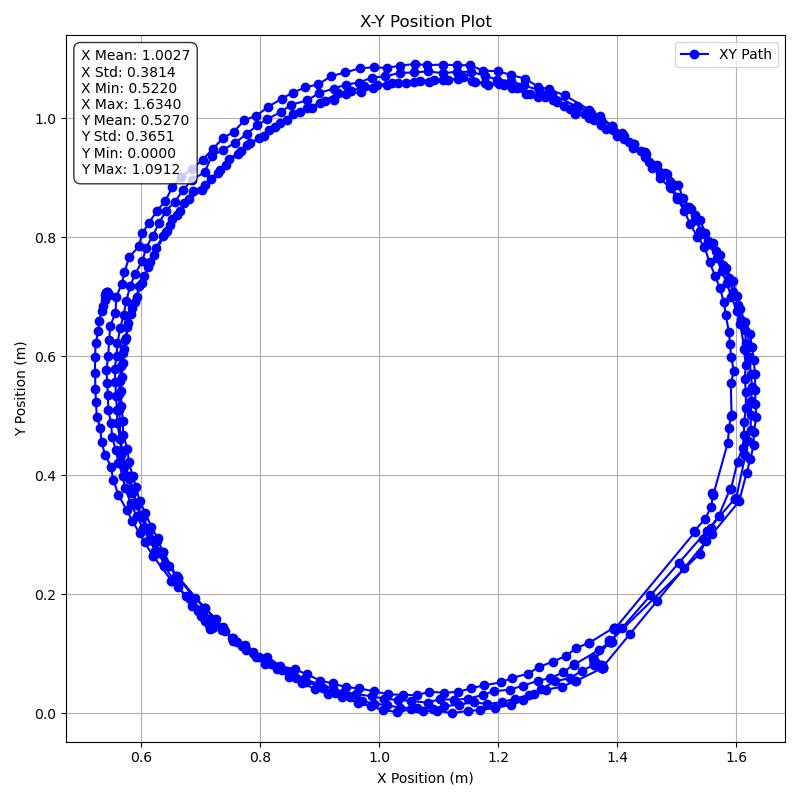 X-Y Position Plot
X Mean: 1.0027
X Std: 0.3814
X Min: 0.5220
X Max: 1.6340
Y Mean: 0.5270
Y Std: 0.3651
Y Min: 0.0000
Y Max: 1.0912
XY Path
1.0
0.8
0.6
0.4
0.2
0.0
Y Position (m)
0.6 0.8 1.0 1.2 1.4 1.6
X Position (m)